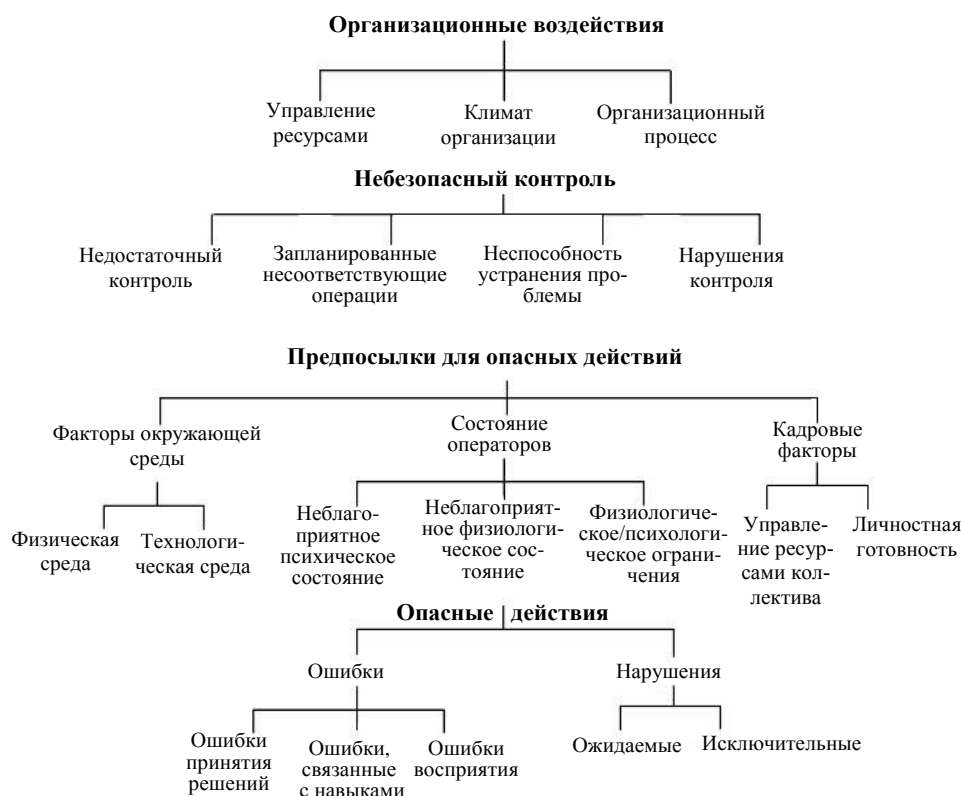 Организационные воздействия
Управление
ресурсами
Климат
организации
Организационный
процесс
Небезопасный контроль
Недостаточный
контроль
Запланированные
несоответствующие
операции
Неспособность
устранения про-
блемы
Нарушения
контроля
Предпосылки для опасных действий
Факторы окружающей
среды
Состояние
операторов
Кадровые
факторы
Физическая
среда
Технологи-
ческая среда
Неблаго-
приятное
психическое
состояние
Неблагоприят-
ное физиологи-
ческое сос-
тояние
Физиологиче-
ское/психологи-
ческое ограни-
чения
Управле-
ние ресур-
сами кол-
лектива
Личностная
готовность
Опасные действия
Ошибки
Нарушения
Ошибки
принятия
решений
Ошибки,
связанные
с навыками
Ошибки
восприятия
Ожидаемые
Исключительные